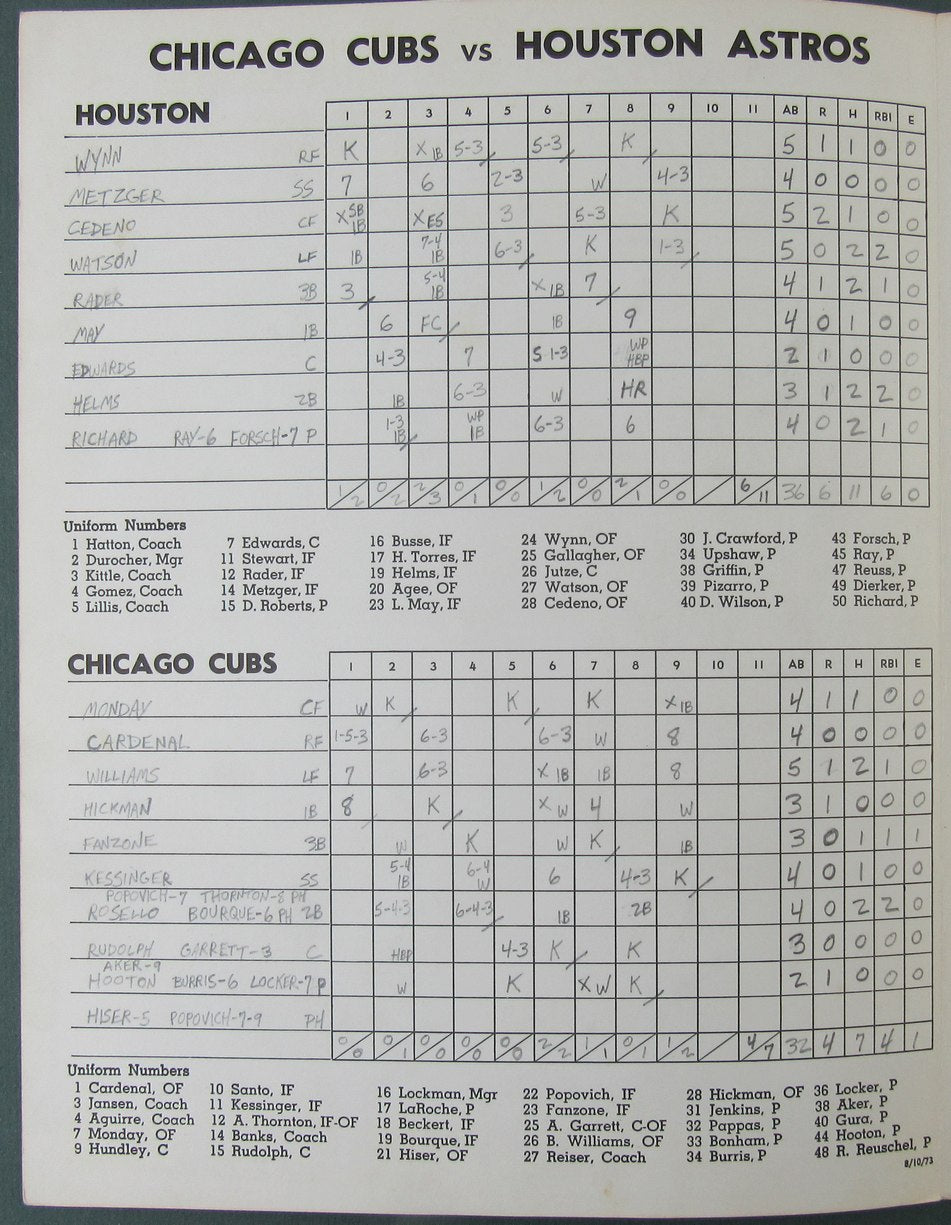 CHICAGO CUBS vs HOUSTON ASTROS
HOUSTON 1 2 3 4 5 6 7 8 9 10 11 AB R H RBI E
WYNN RF K X 1B 5-3 5-3 K 5 1 1 0 0
METZGER SS 7 6 2-3 W 4-3 4 0 0 0 0
CEDENO CF X SB 1B X E5 3 5-3 K 5 2 1 0 0
WATSON LF 1B 7-4 1B 6-3 K 1-3 5 0 2 2 0
RADER 3B 3 5-4 1B X 1B 7 4 1 2 1 0
MAY 1B 6 FC 1B 9 4 0 1 0 0
EDWARDS C 4-3 7 S 1-3 WP HBP 2 1 0 0 0
HELMS 2B 1B 6-3 W HR 3 1 2 2 0
RICHARD RAY-6 FORSCH-7 P 1-3 1B WP 1B 6-3 6 4 0 2 1 0
1/2 0/2 2/3 0/1 0/0 1/2 0/0 2/1 0/0 / 6/11 36 6 11 6 0
Uniform Numbers
1 Hatton, Coach 7 Edwards, C 16 Busse, IF 24 Wynn, OF 30 J. Crawford, P 43 Forsch, P
2 Durocher, Mgr 11 Stewart, IF 17 H. Torres, IF 25 Gallagher, OF 34 Upshaw, P 45 Ray, P
3 Kittle, Coach 12 Rader, IF 19 Helms, IF 26 Jutze, C 38 Griffin, P 47 Reuss, P
4 Gomez, Coach 14 Metzger, IF 20 Agee, OF 27 Watson, OF 39 Pizarro, P 49 Dierker, P
5 Lillis, Coach 15 D. Roberts, P 23 L. May, IF 28 Cedeno, OF 40 D. Wilson, P 50 Richard, P
CHICAGO CUBS 1 2 3 4 5 6 7 8 9 10 11 AB R H RBI E
MONDAY CF W K K K X 1B 4 1 1 0 0
CARDENAL RF 1-5-3 6-3 6-3 W 8 4 0 0 0 0
WILLIAMS LF 7 6-3 X 1B 1B 8 5 1 2 1 0
HICKMAN 1B 8 K X W 4 W 3 1 0 0 0
FANZONE 3B W K W K 1B 3 0 1 1 1
KESSINGER SS 5-4 1B 6-4 W 6 4-3 K 4 0 1 0 0
POPOVICH-7 THORNTON-8 PH
ROSELLO BOURQUE-6 PH 2B 5-4-3 6-4-3 1B 2B 4 0 2 2 0
RUDOLPH GARRETT-3 C HBP 4-3 K K 3 0 0 0 0
AKER-9
HOOTON BURRIS-6 LOCKER-7 P W K X W K 2 1 0 0 0
HISER-5 POPOVICH-7-9 PH
0/0 0/1 0/0 0/0 0/0 2/2 1/1 0/1 1/2 / 4/7 32 4 7 4 1
Uniform Numbers
1 Cardenal, OF 10 Santo, IF 16 Lockman, Mgr 22 Popovich, IF 28 Hickman, OF 36 Locker, P
3 Jansen, Coach 11 Kessinger, IF 17 LaRoche, P 23 Fanzone, IF 31 Jenkins, P 38 Aker, P
4 Aguirre, Coach 12 A. Thornton, IF-OF 18 Beckert, IF 25 A. Garrett, C-OF 32 Pappas, P 40 Gura, P
7 Monday, OF 14 Banks, Coach 19 Bourque, IF 26 B. Williams, OF 33 Bonham, P 44 Hooton, P
9 Hundley, C 15 Rudolph, C 21 Hiser, OF 27 Reiser, Coach 34 Burris, P 48 R. Reuschel, P
8/10/73